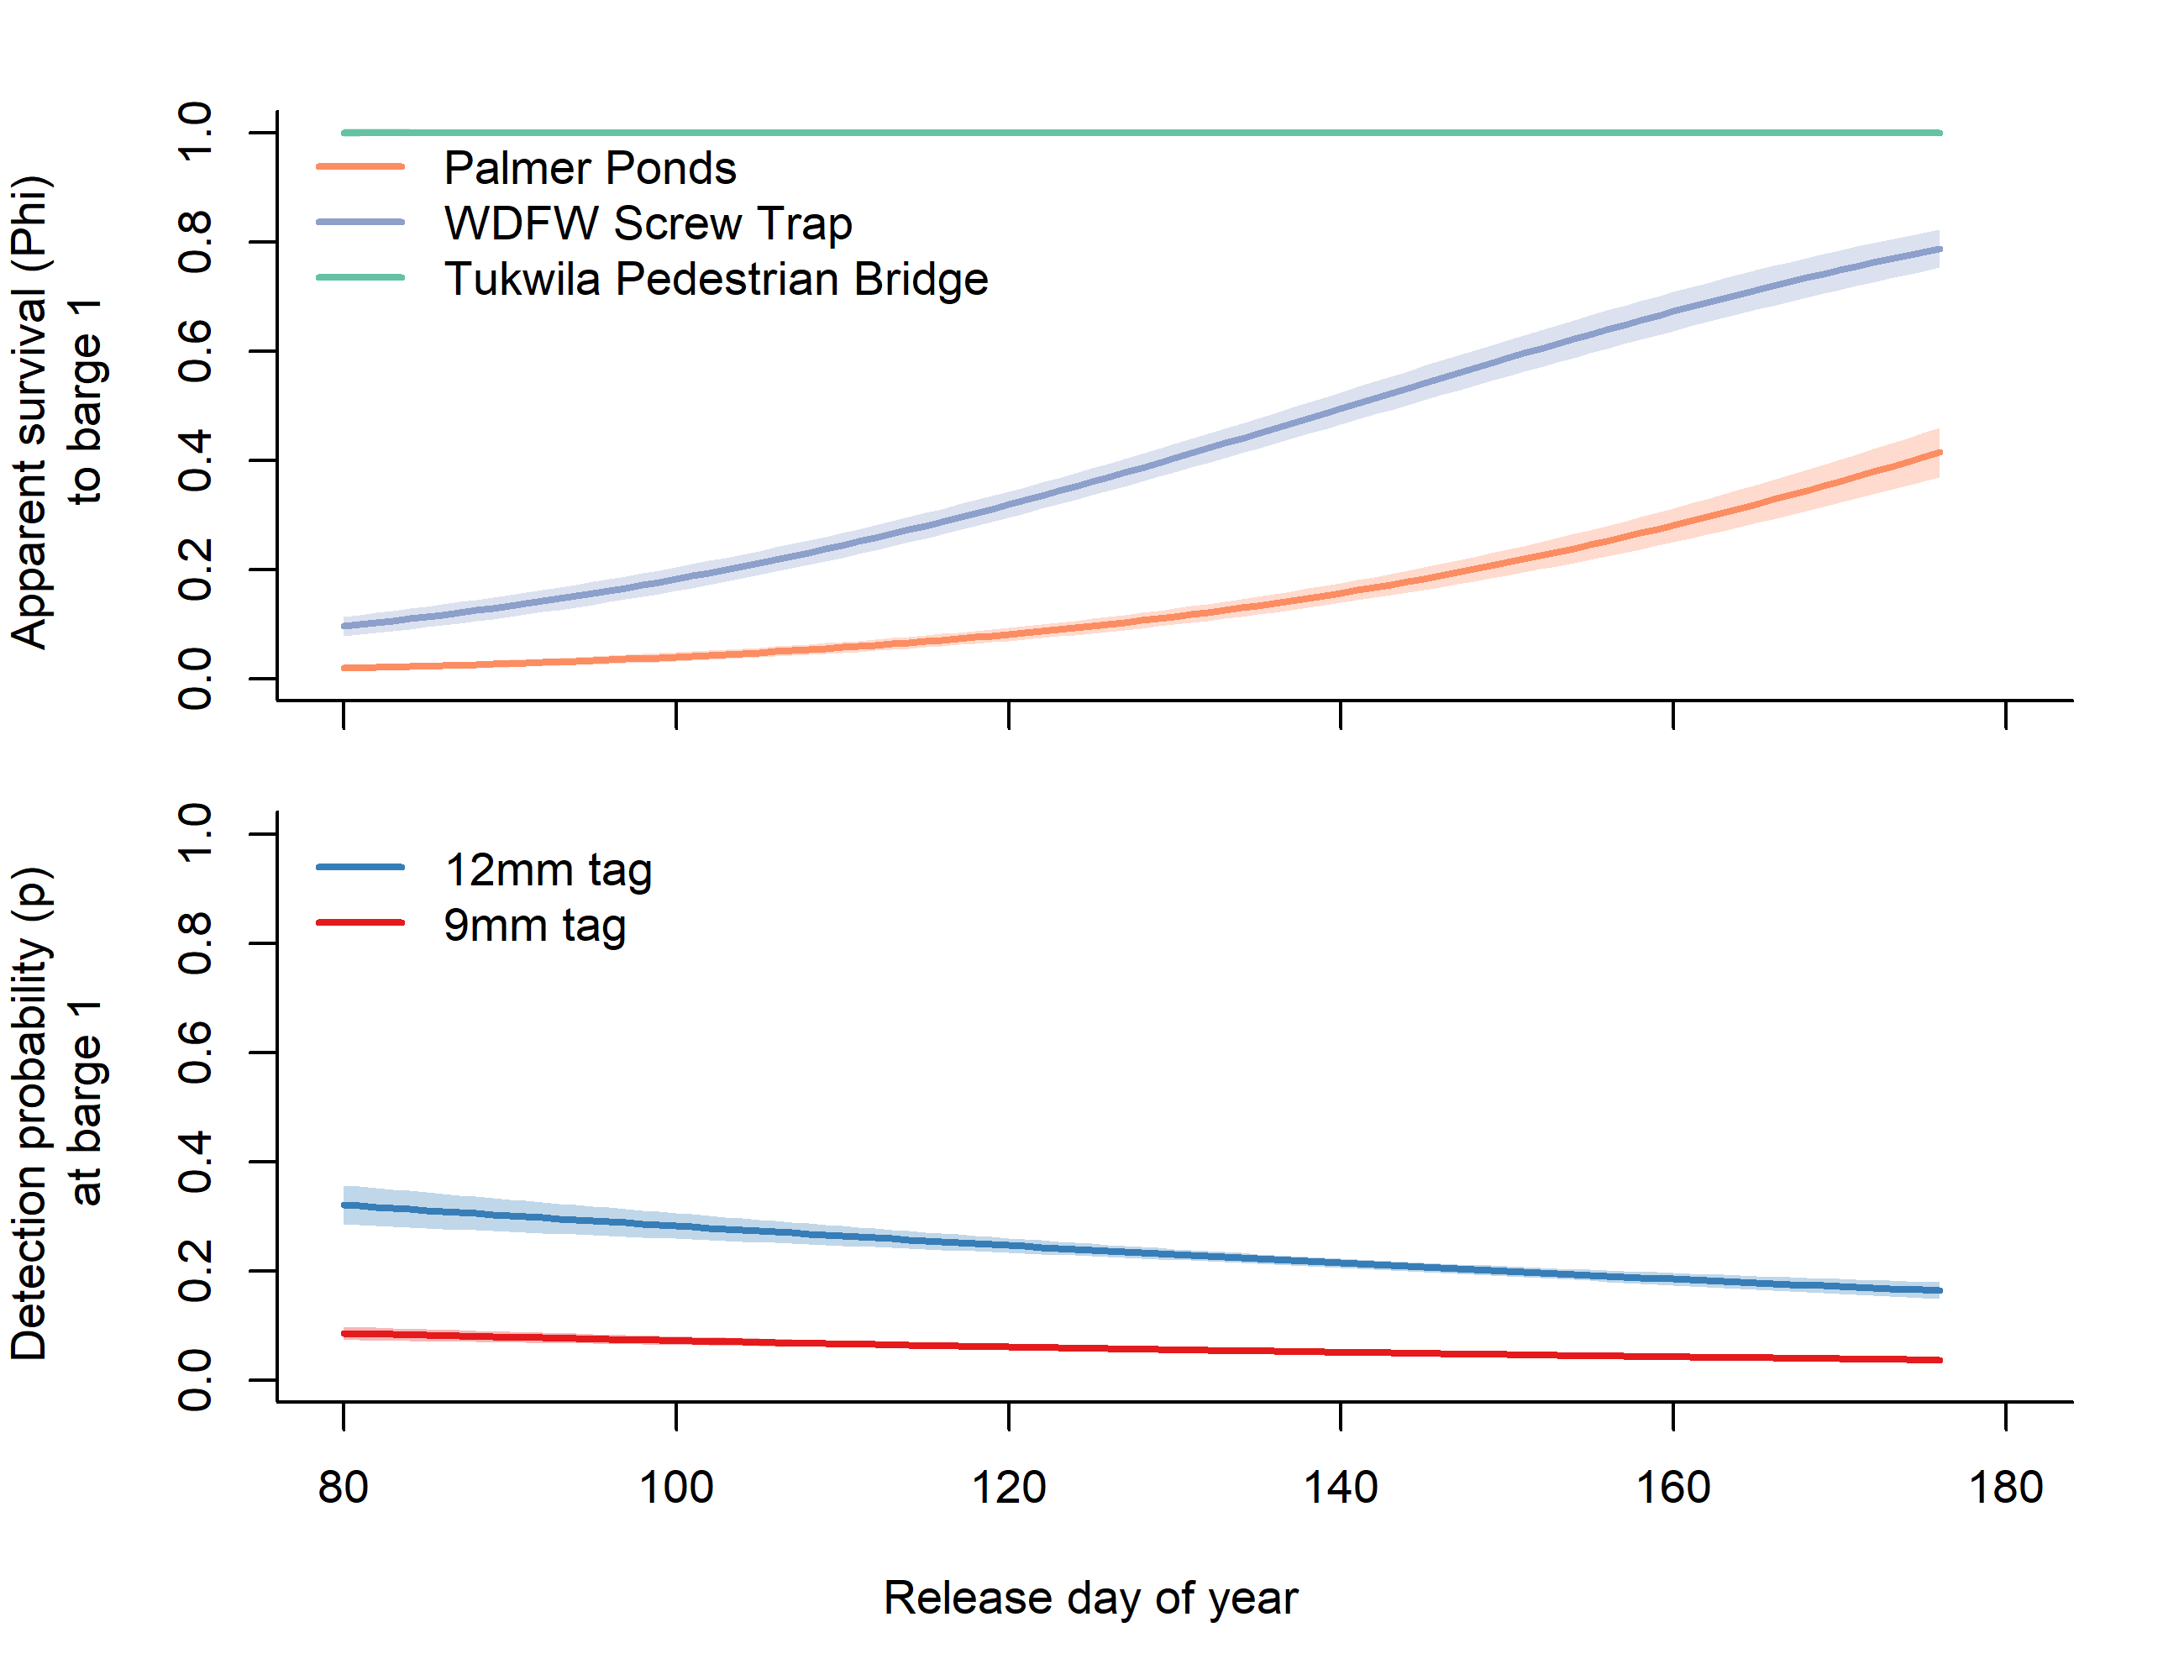 Apparent survival (Phi)
to barge 1
1.0
0.8
0.6
0.4
0.2
0.0
Palmer Ponds
WDFW Screw Trap
Tukwila Pedestrian Bridge
Detection probability (p)
at barge 1
1.0
0.8
0.6
0.4
0.2
0.0
12mm tag
9mm tag
80 100 120 140 160 180
Release day of year